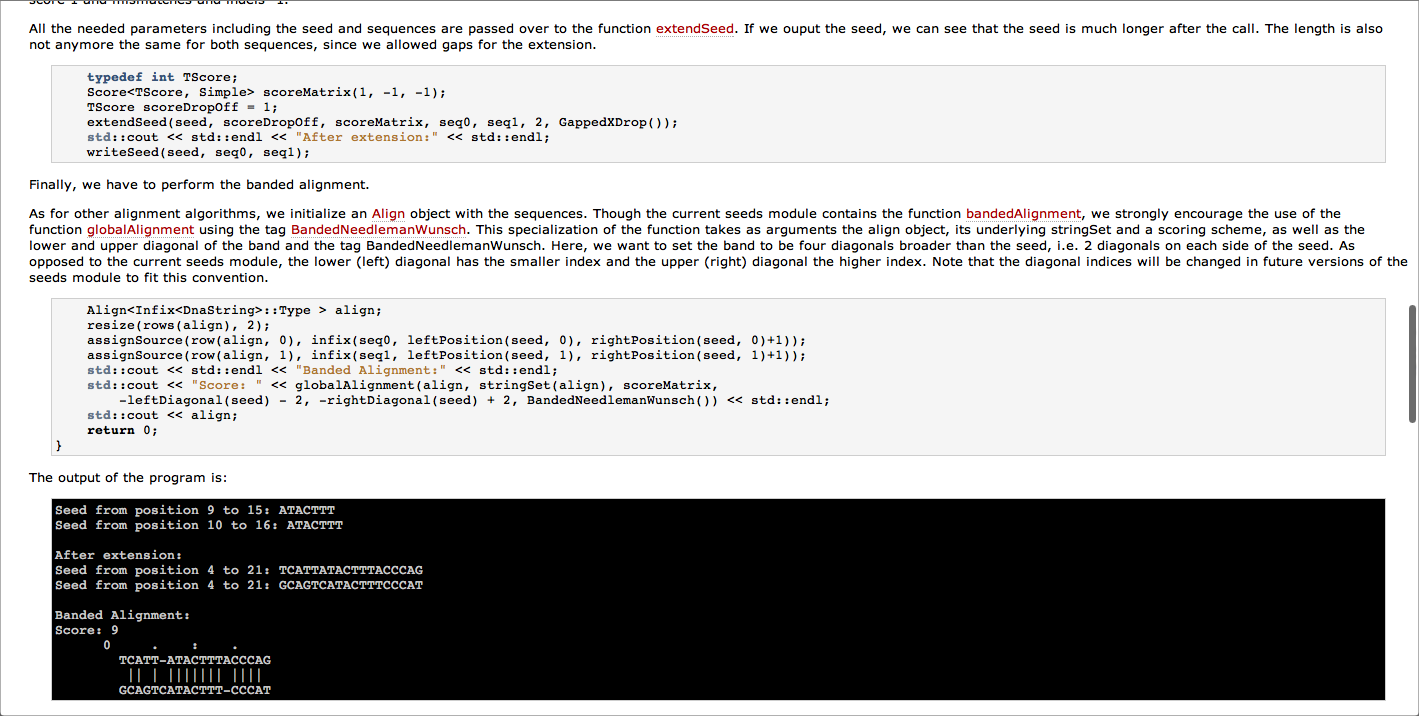 score 1 and mismatches and indels -1.
All the needed parameters including the seed and sequences are passed over to the function extendSeed. If we ouput the seed, we can see that the seed is much longer after the call. The length is also
not anymore the same for both sequences, since we allowed gaps for the extension.
typedef int TScore;
Score<TScore, Simple> scoreMatrix(1, -1, -1);
TScore scoreDropOff = 1;
extendSeed(seed, scoreDropOff, scoreMatrix, seq0, seq1, 2, GappedXDrop());
std::cout << std::endl << "After extension:" << std::endl;
writeSeed(seed, seq0, seq1);
Finally, we have to perform the banded alignment.
As for other alignment algorithms, we initialize an Align object with the sequences. Though the current seeds module contains the function bandedAlignment, we strongly encourage the use of the
function globalAlignment using the tag BandedNeedlemanWunsch. This specialization of the function takes as arguments the align object, its underlying stringSet and a scoring scheme, as well as the
lower and upper diagonal of the band and the tag BandedNeedlemanWunsch. Here, we want to set the band to be four diagonals broader than the seed, i.e. 2 diagonals on each side of the seed. As
opposed to the current seeds module, the lower (left) diagonal has the smaller index and the upper (right) diagonal the higher index. Note that the diagonal indices will be changed in future versions of the
seeds module to fit this convention.
Align<Infix<DnaString>::Type > align;
resize(rows(align), 2);
assignSource(row(align, 0), infix(seq0, leftPosition(seed, 0), rightPosition(seed, 0)+1));
assignSource(row(align, 1), infix(seq1, leftPosition(seed, 1), rightPosition(seed, 1)+1));
std::cout << std::endl << "Banded Alignment:" << std::endl;
std::cout << "Score: " << globalAlignment(align, stringSet(align), scoreMatrix,
-leftDiagonal(seed) - 2, -rightDiagonal(seed) + 2, BandedNeedlemanWunsch()) << std::endl;
std::cout << align;
return 0;
}
The output of the program is:
Seed from position 9 to 15: ATACTTT
Seed from position 10 to 16: ATACTTT
After extension:
Seed from position 4 to 21: TCATTATACTTTACCCAG
Seed from position 4 to 21: GCAGTCATACTTTCCCAT
Banded Alignment:
Score: 9
0 . : .
TCATT-ATACTTTACCCAG
|| | ||||||| ||||
GCAGTCATACTTT-CCCAT